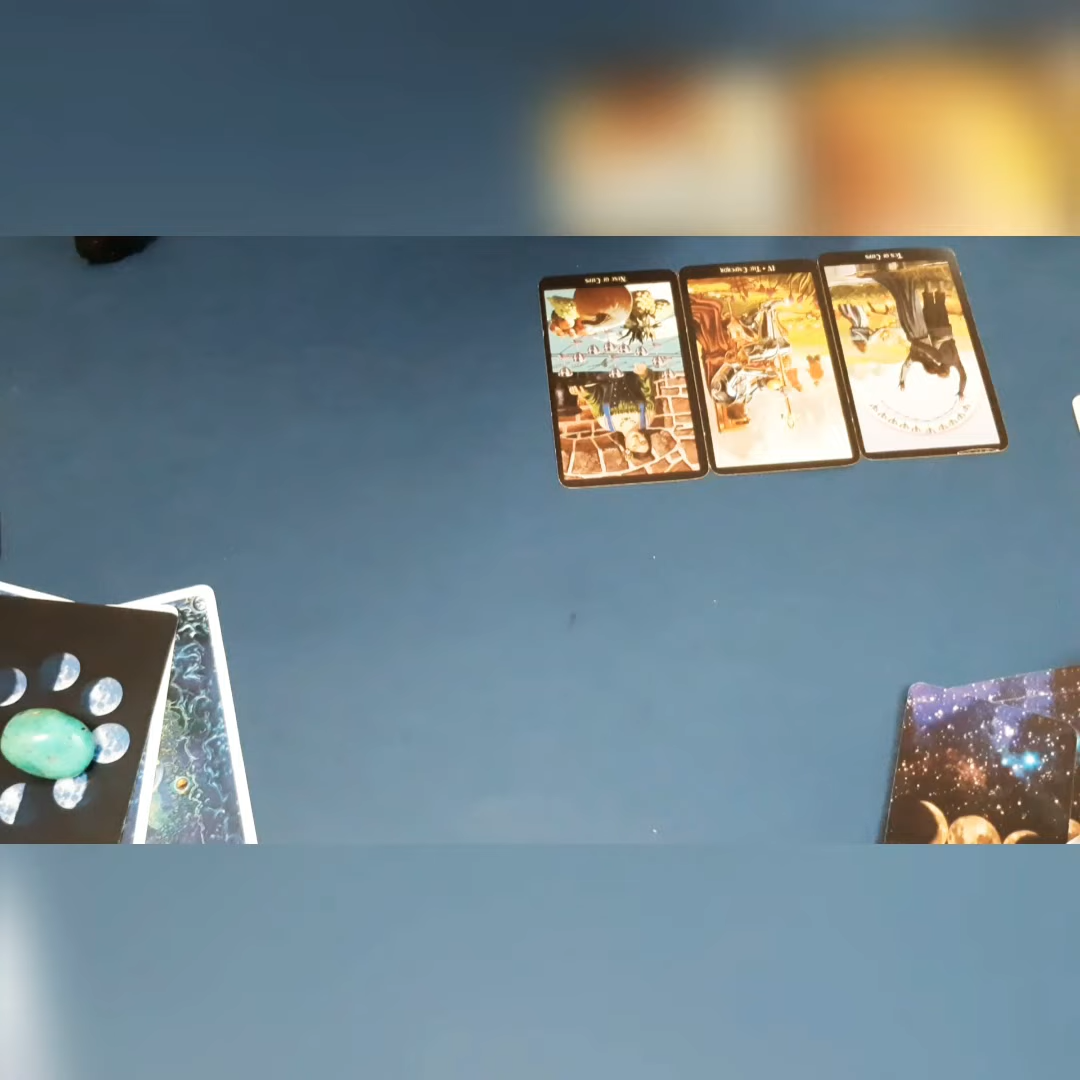 Nine of Cups
IV • The Emperor
Ten of Cups